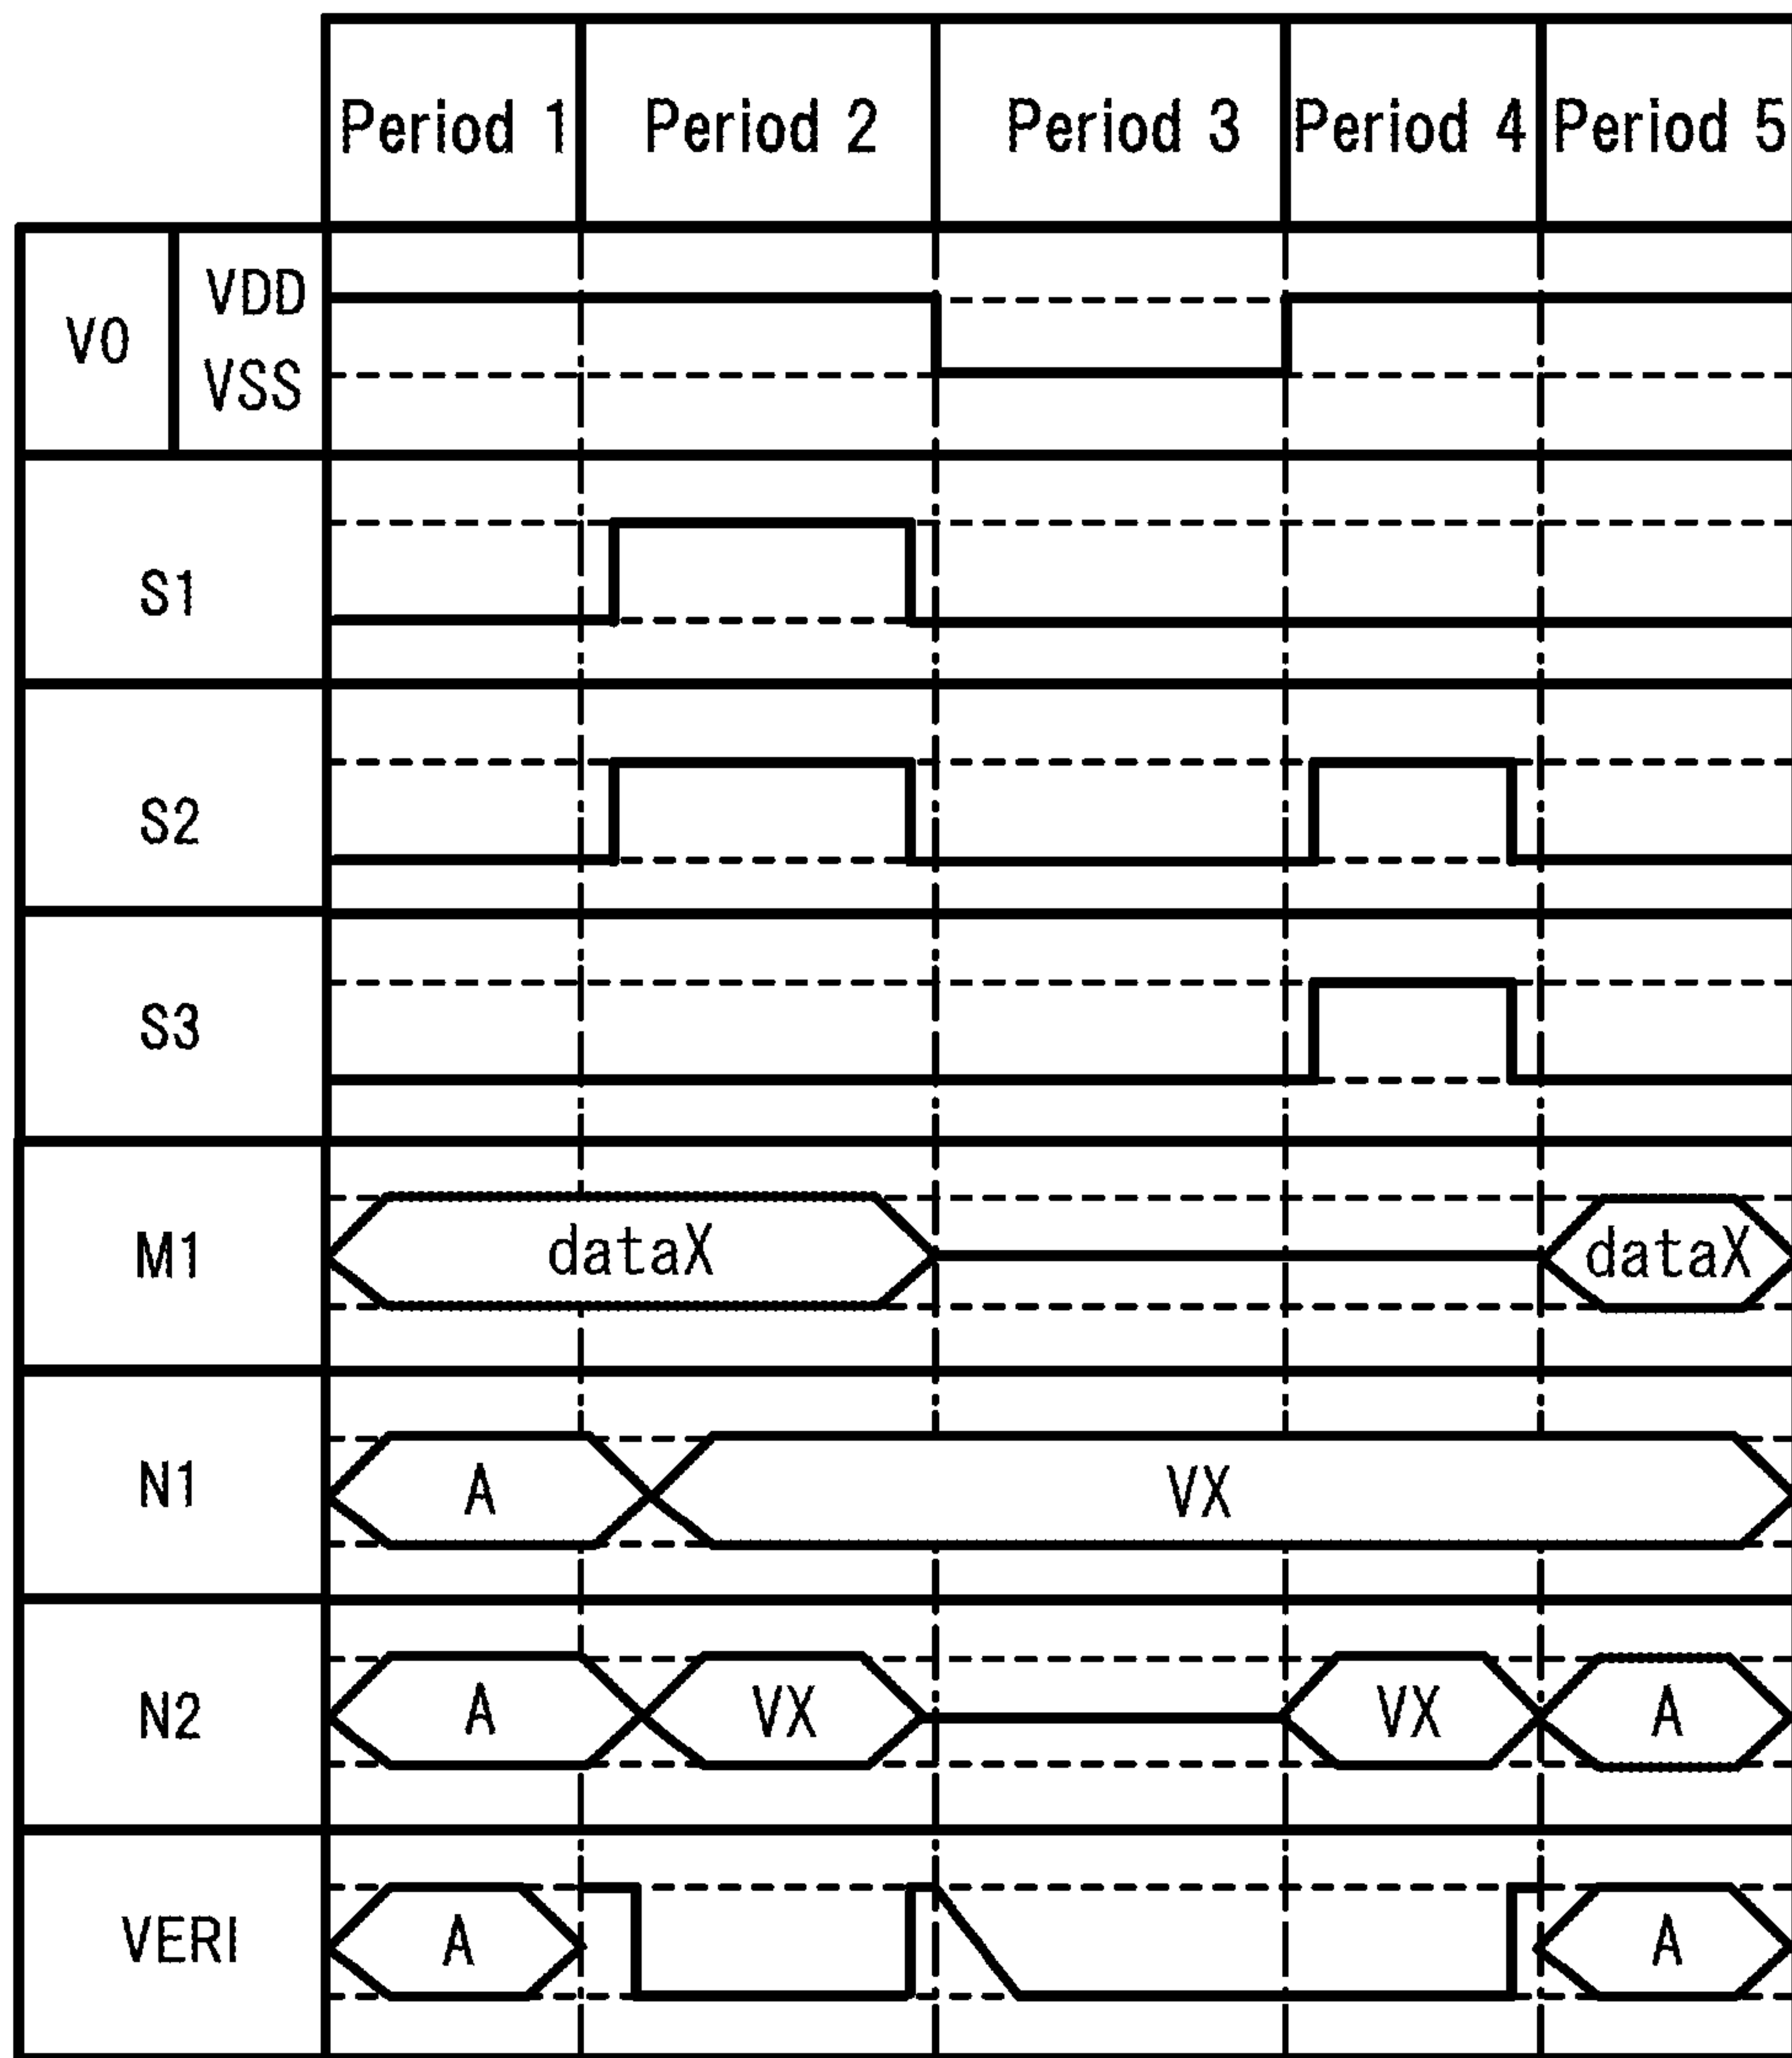 Period 1 Period 2 Period 3 Period 4 Period 5
V0 VDD
VSS
S1
S2
S3
M1 dataX dataX
N1 A VX
N2 A VX VX A
VERI A A